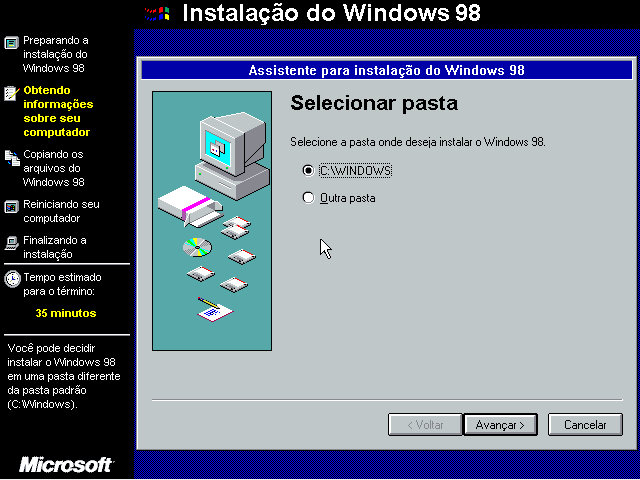 Instalação do Windows 98
Preparando a
instalação do
Windows 98
Obtendo
informações
sobre seu
computador
Copiando os
arquivos do
Windows 98
Reiniciando seu
computador
Finalizando a
instalação
Tempo estimado
para o término:
35 minutos
Você pode decidir
instalar o Windows 98
em uma pasta diferente
da pasta padrão
(C:\Windows).
Microsoft
Assistente para instalação do Windows 98
Selecionar pasta
Selecione a pasta onde deseja instalar o Windows 98.
C:\WINDOWS
Outra pasta
< Voltar
Avançar >
Cancelar